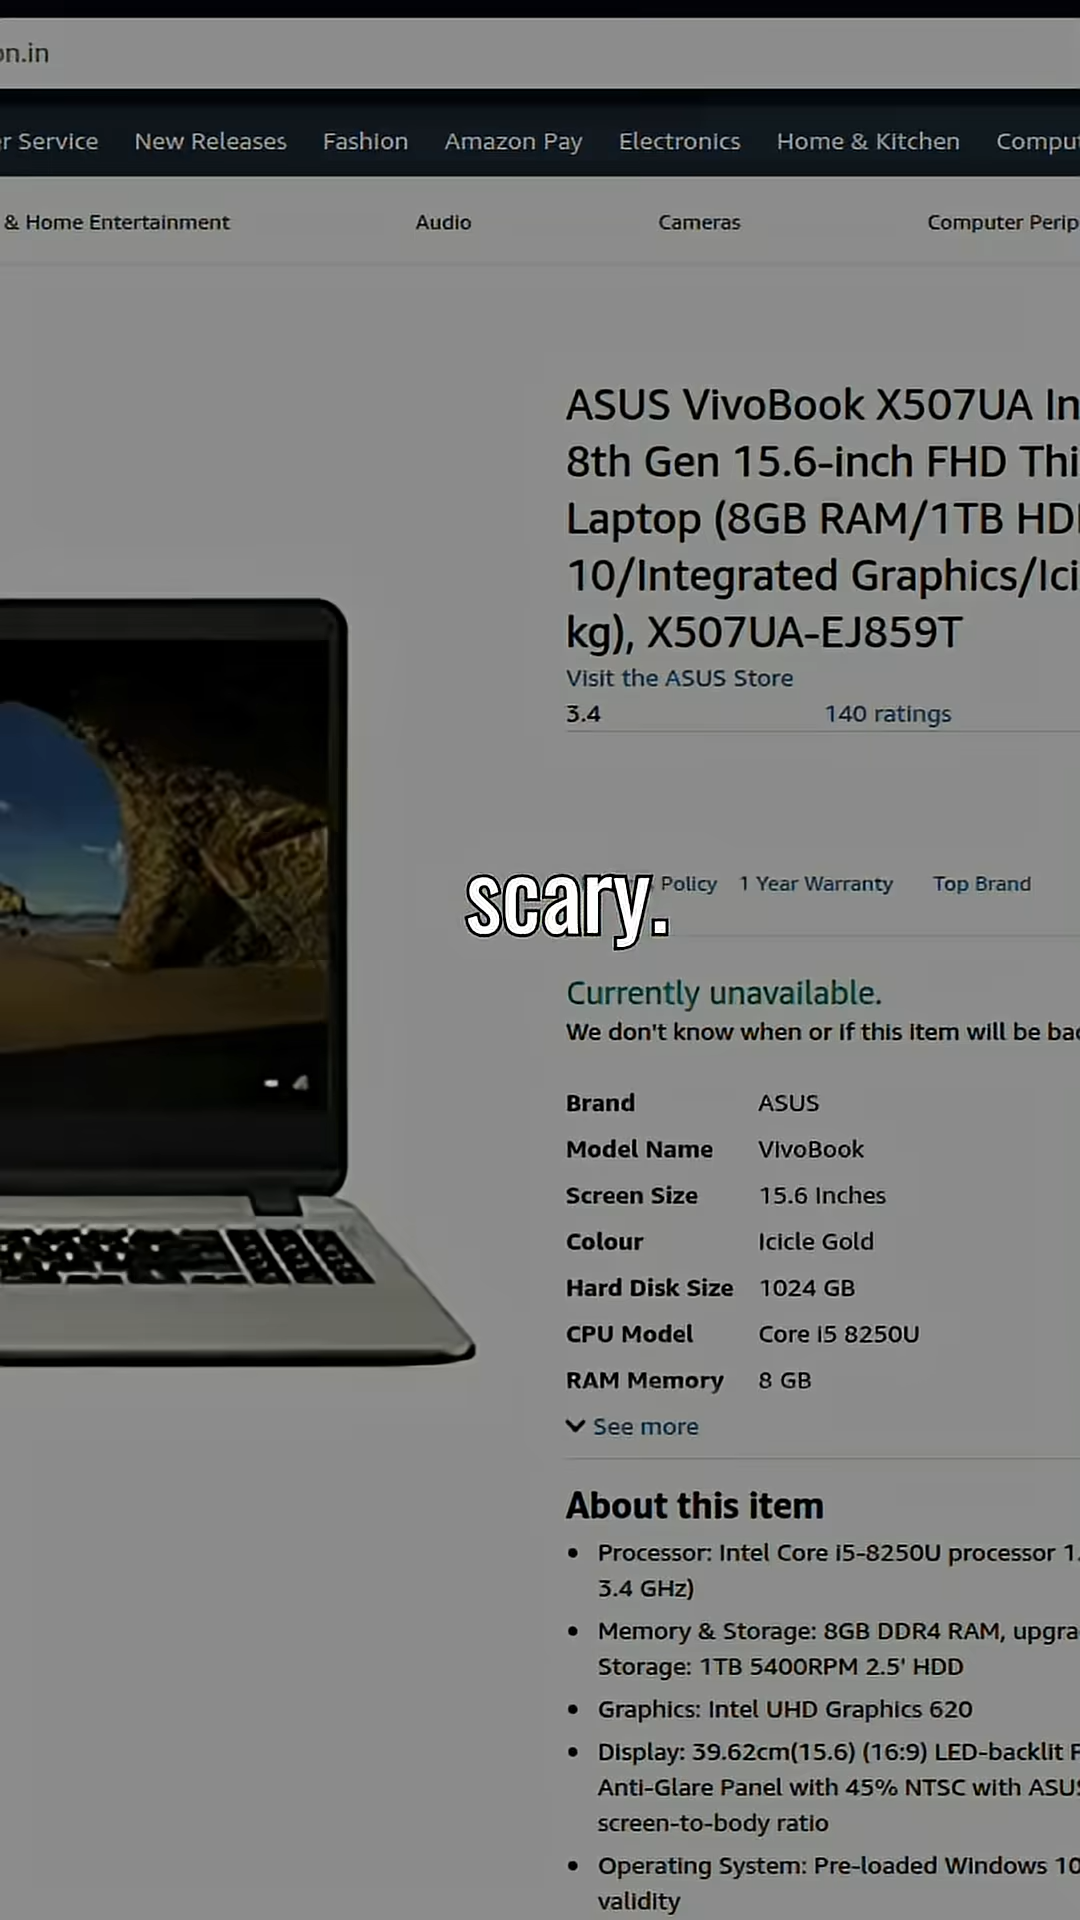 on.in
r Service New Releases Fashion Amazon Pay Electronics Home & Kitchen Compu
& Home Entertainment Audio Cameras Computer Perip
ASUS VivoBook X507UA In
8th Gen 15.6-inch FHD Thi
Laptop (8GB RAM/1TB HD
10/Integrated Graphics/Ici
kg), X507UA-EJ859T
Visit the ASUS Store
3.4 140 ratings
Policy 1 Year Warranty Top Brand
scary.
Currently unavailable.
We don't know when or if this item will be bac
Brand ASUS
Model Name VivoBook
Screen Size 15.6 Inches
Colour Icicle Gold
Hard Disk Size 1024 GB
CPU Model Core i5 8250U
RAM Memory 8 GB
See more
About this item
Processor: Intel Core i5-8250U processor 1.
3.4 GHz)
Memory & Storage: 8GB DDR4 RAM, upgra
Storage: 1TB 5400RPM 2.5' HDD
Graphics: Intel UHD Graphics 620
Display: 39.62cm(15.6) (16:9) LED-backlit F
Anti-Glare Panel with 45% NTSC with ASUS
screen-to-body ratio
Operating System: Pre-loaded Windows 10
validity